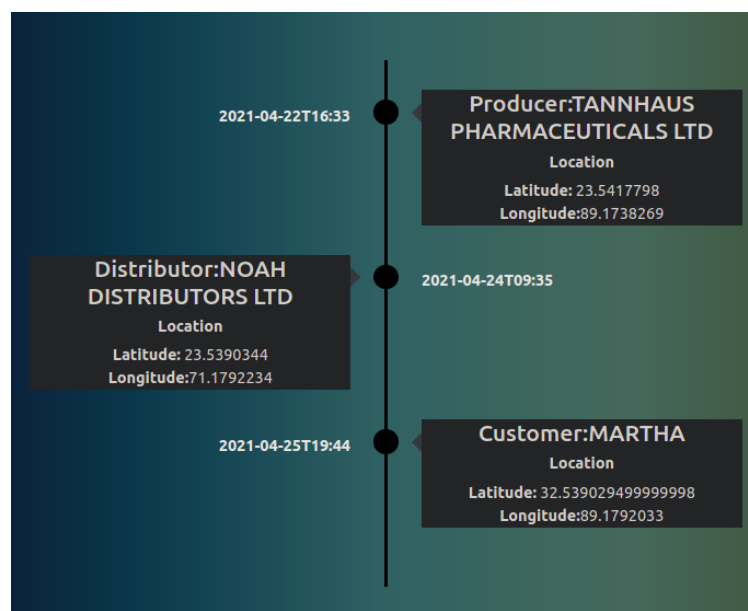 2021-04-22T16:33
Producer:TANNHAUS
PHARMACEUTICALS LTD
Location
Latitude: 23.5417798
Longitude:89.1738269
Distributor:NOAH
DISTRIBUTORS LTD
Location
Latitude: 23.5390344
Longitude:71.1792234
2021-04-24T09:35
2021-04-25T19:44
Customer:MARTHA
Location
Latitude: 32.539029499999998
Longitude:89.1792033